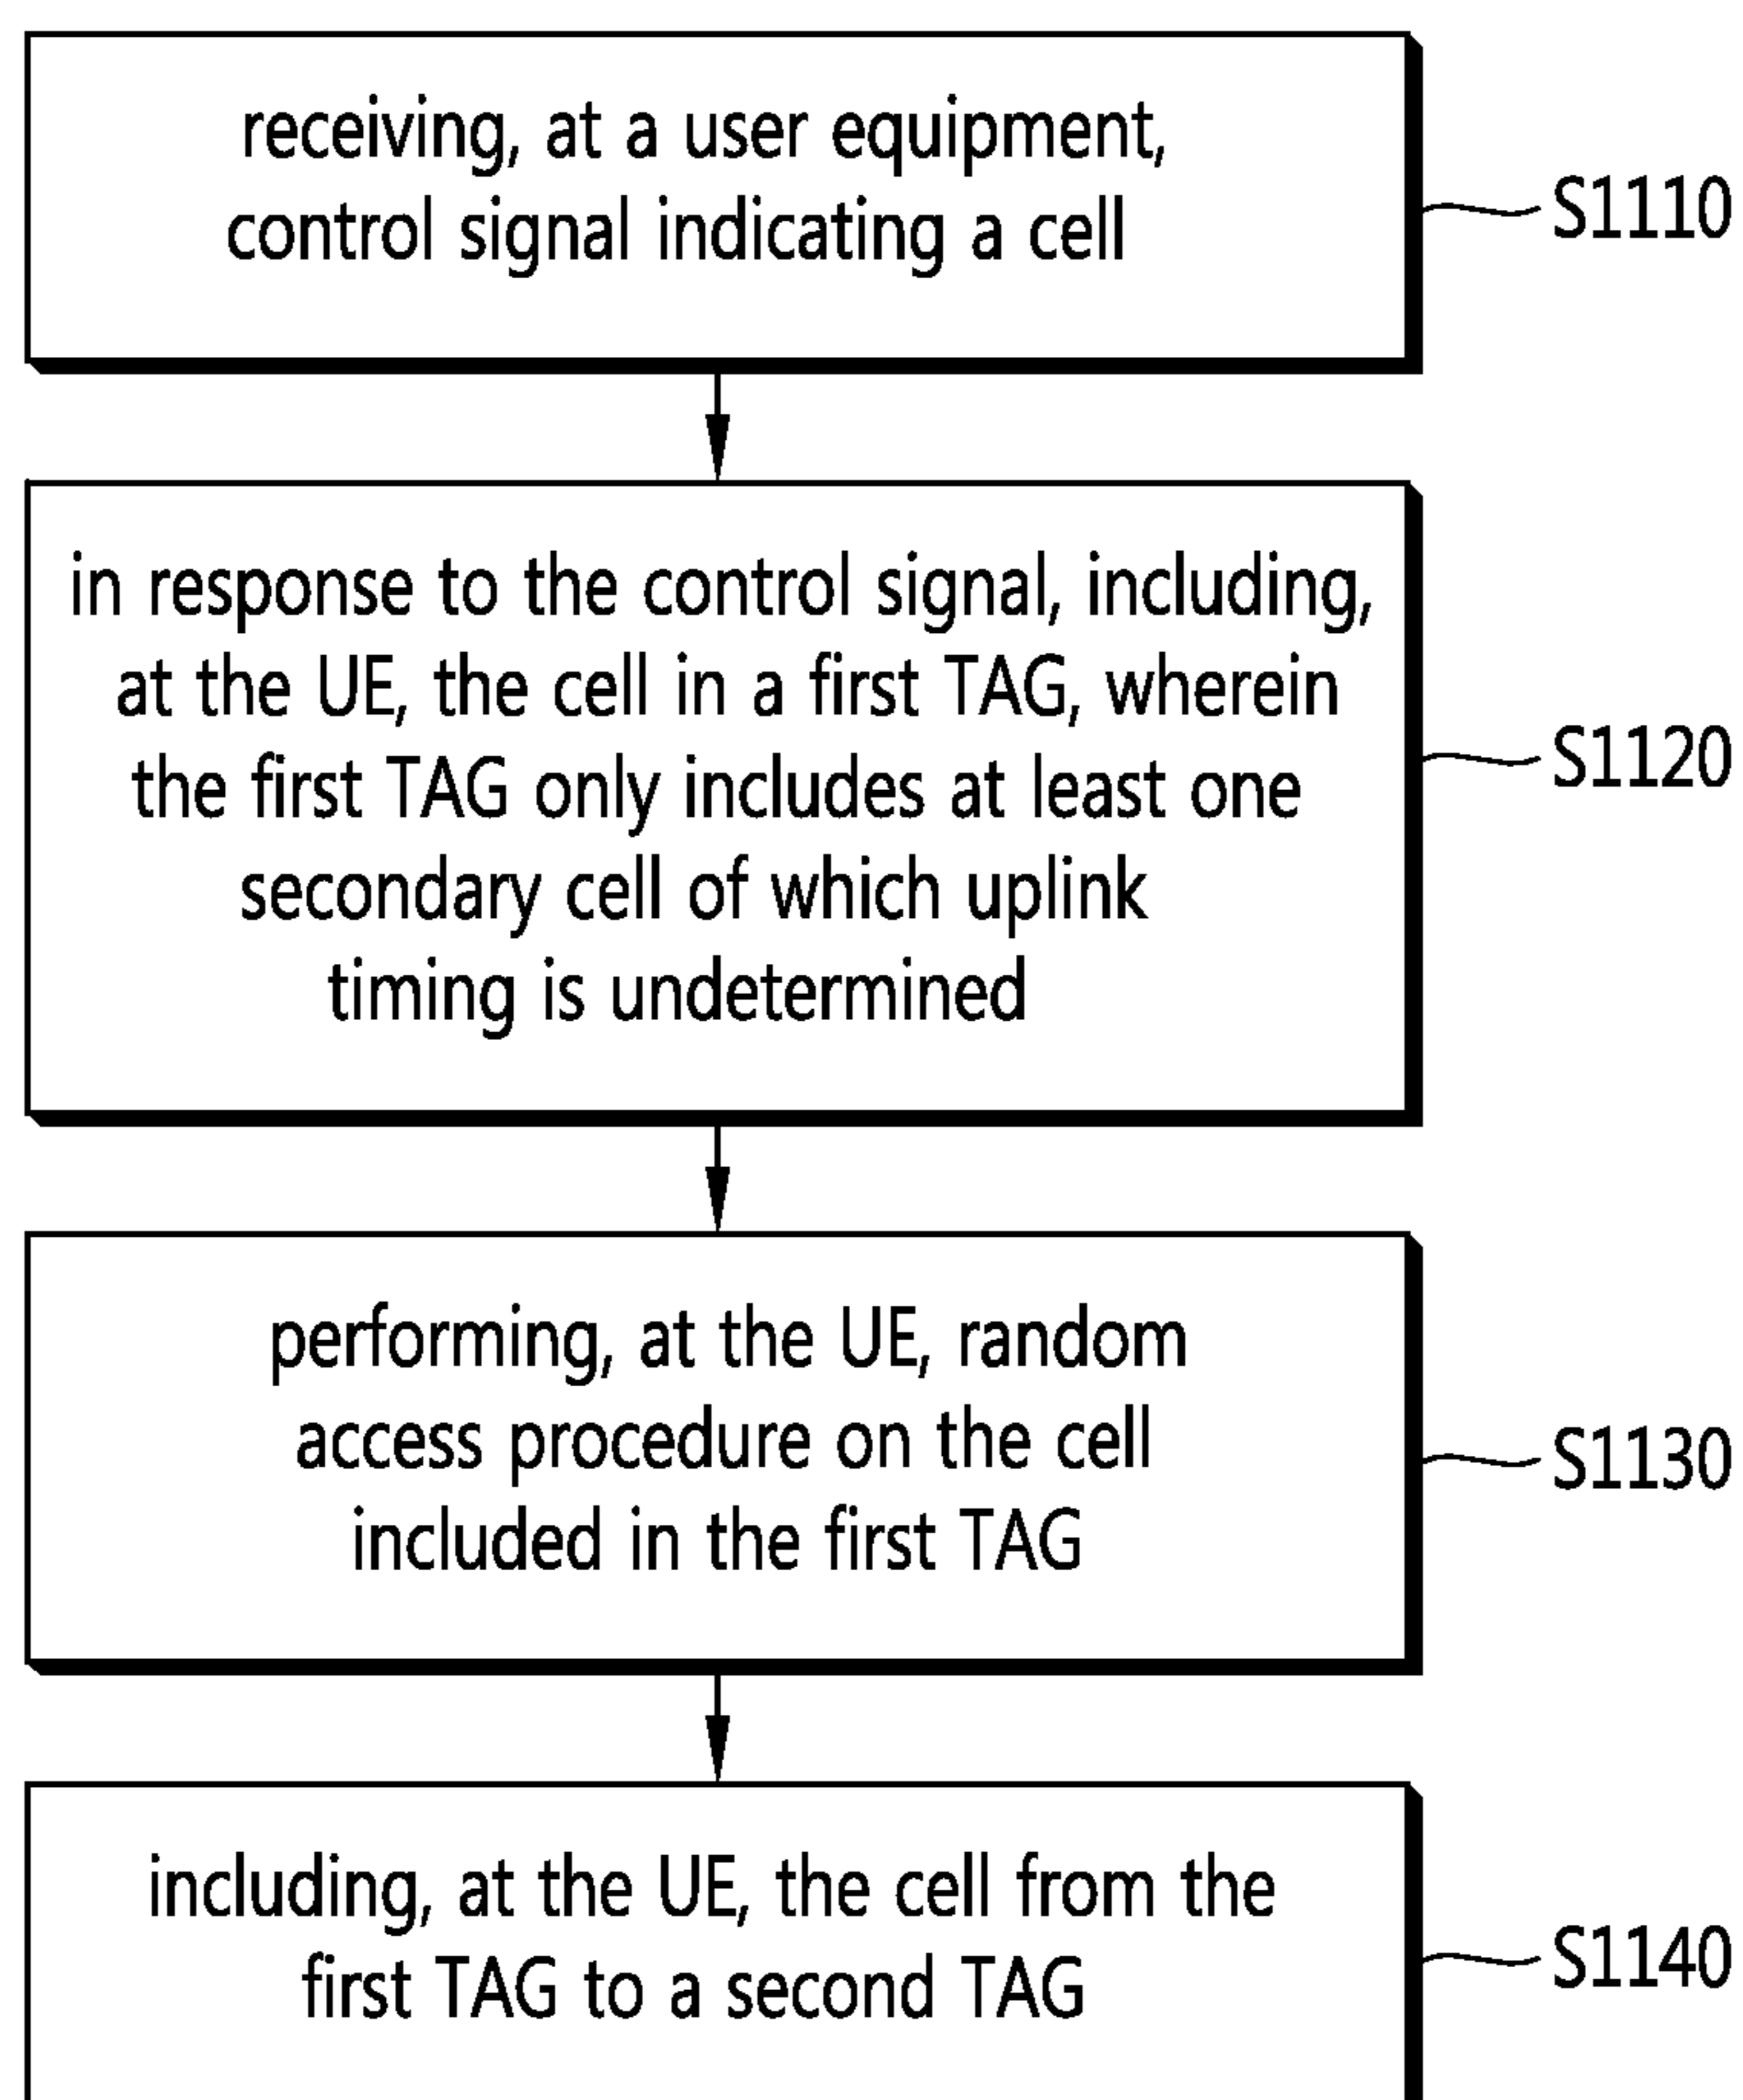 receiving, at a user equipment,
control signal indicating a cell
S1110
in response to the control signal, including,
at the UE, the cell in a first TAG, wherein
the first TAG only includes at least one
secondary cell of which uplink
timing is undetermined
S1120
performing, at the UE, random
access procedure on the cell
included in the first TAG
S1130
including, at the UE, the cell from the
first TAG to a second TAG
S1140